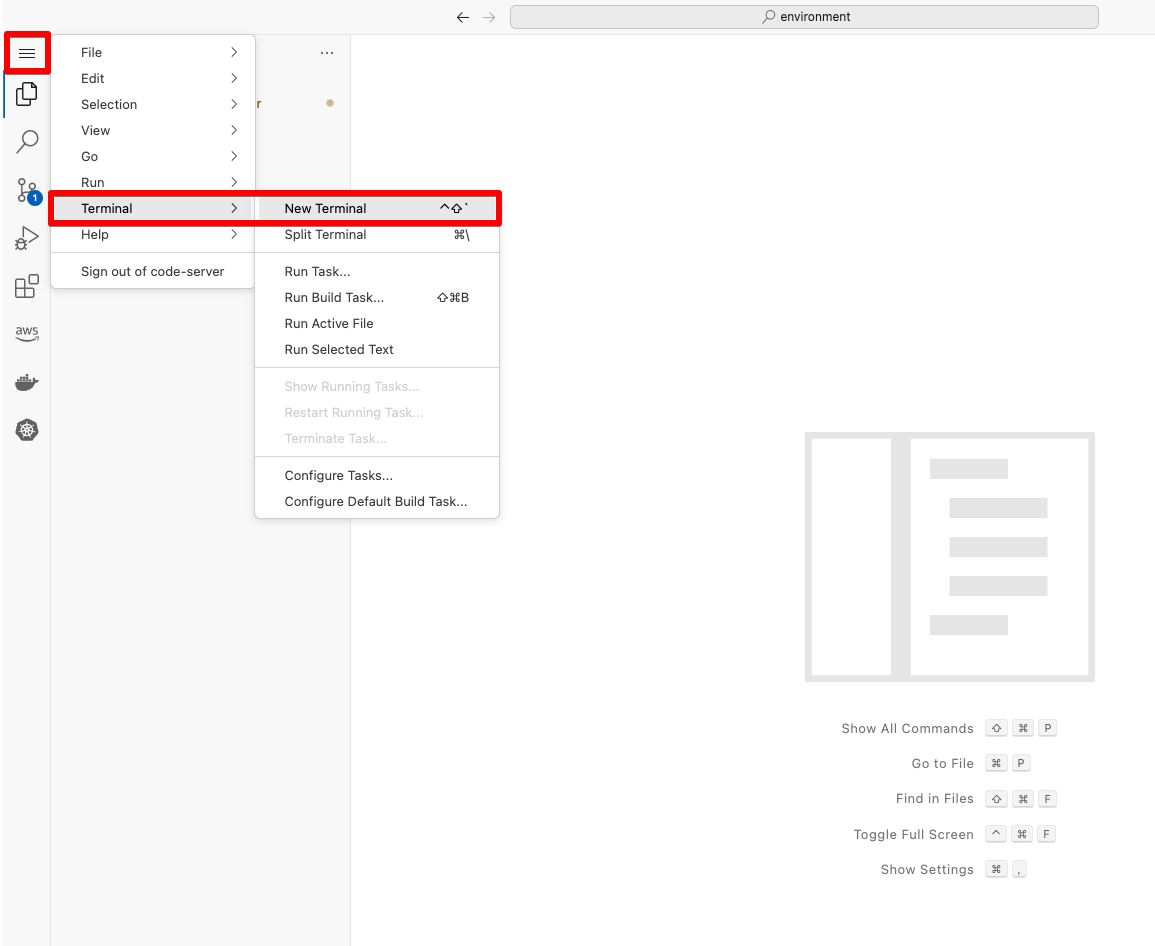 environment
File
Edit
Selection
View
Go
Run
Terminal
Help
Sign out of code-server
···
r
1
aws
New Terminal ^⇧`
Split Terminal ⌘\
Run Task...
Run Build Task... ⇧⌘B
Run Active File
Run Selected Text
Show Running Tasks...
Restart Running Task...
Terminate Task...
Configure Tasks...
Configure Default Build Task...
Show All Commands ⇧ ⌘ P
Go to File ⌘ P
Find in Files ⇧ ⌘ F
Toggle Full Screen ^ ⌘ F
Show Settings ⌘ ,